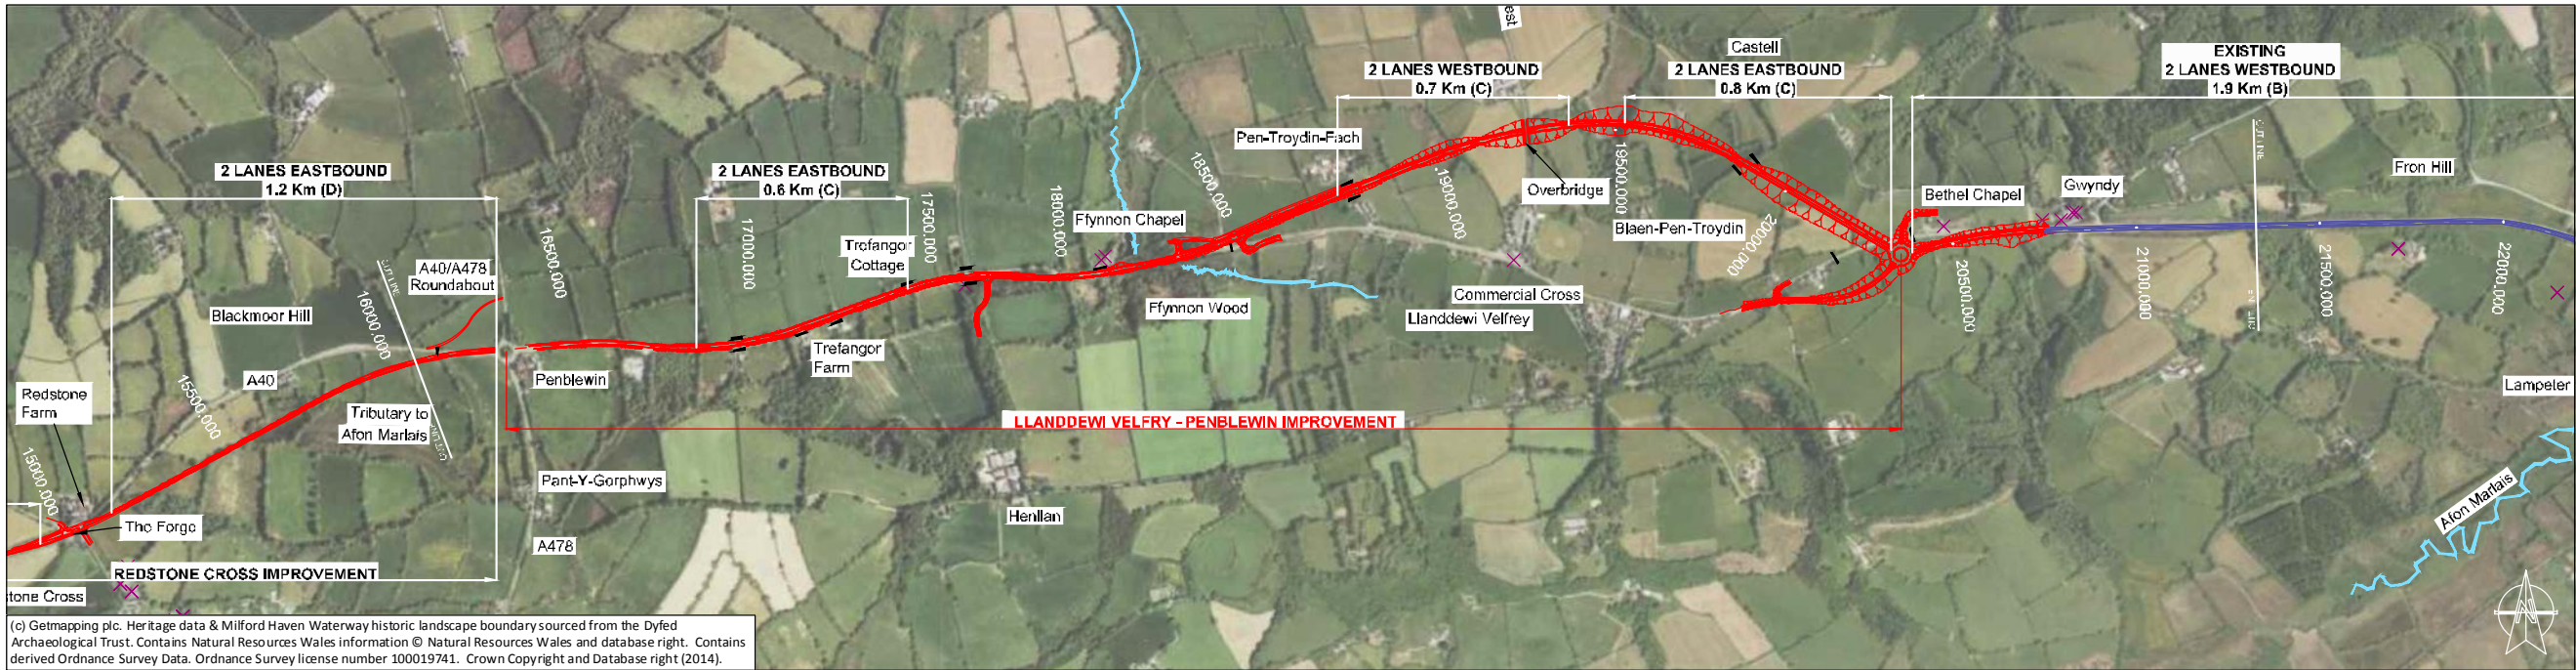 est
Castell
EXISTING
2 LANES WESTBOUND
1.9 Km (B)
2 LANES WESTBOUND
0.7 Km (C)
2 LANES EASTBOUND
0.8 Km (C)
Pen-Troydin-Fach
CUT LINE
Fron Hill
2 LANES EASTBOUND
1.2 Km (D)
2 LANES EASTBOUND
0.6 Km (C)
17500.000
18000.000
18500.000
19000.000
Overbridge
19500.000
Bethel Chapel
Gwyndy
Ffynnon Chapel
Blaen-Pen-Troydin
20000.000
17000.000
Trefangor
Cottage
16500.000
A40/A478
Roundabout
CUT LINE
16000.000
20500.000
21000.000
21500.000
22000.000
Blackmoor Hill
Ffynnon Wood
Commercial Cross
Llanddewi Velfrey
Trefangor
Farm
Penblewin
A40
15500.000
Redstone
Farm
Tributary to
Afon Marlais
Lampeter
LLANDDEWI VELFRY - PENBLEWIN IMPROVEMENT
15000.000
Pant-Y-Gorphwys
Henllan
Afon Marlais
The Forge
A478
REDSTONE CROSS IMPROVEMENT
stone Cross
N
(c) Getmapping plc. Heritage data & Milford Haven Waterway historic landscape boundary sourced from the Dyfed
Archaeological Trust. Contains Natural Resources Wales information © Natural Resources Wales and database right. Contains
derived Ordnance Survey Data. Ordnance Survey license number 100019741. Crown Copyright and Database right (2014).